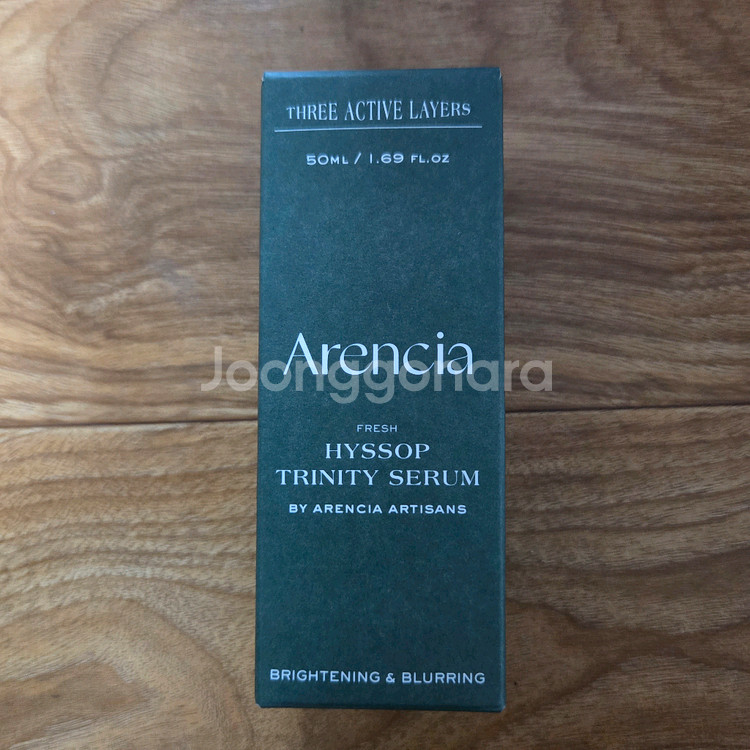 THREE ACTIVE LAYERS
50ML / 1.69 FL.OZ
Arencia
Joonggonara
FRESH
HYSSOP
TRINITY SERUM
BY ARENCIA ARTISANS
BRIGHTENING & BLURRING